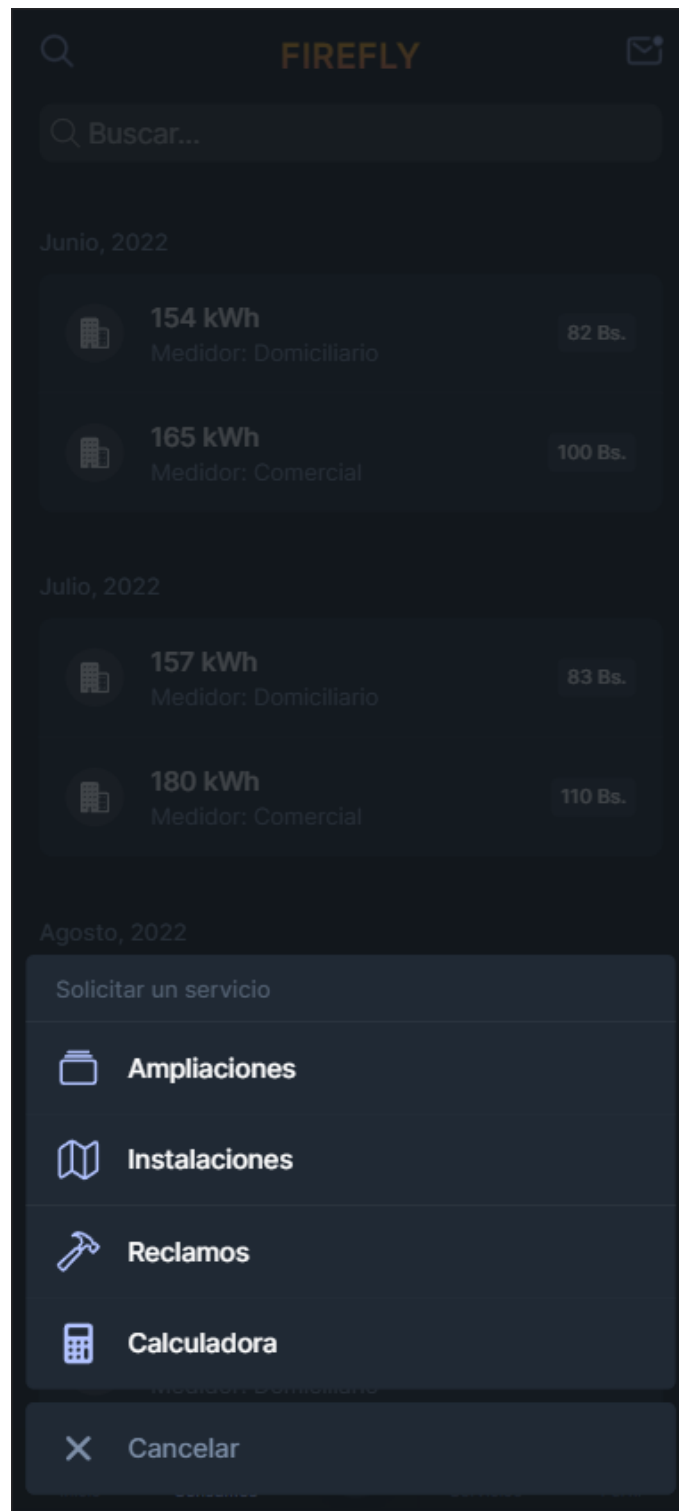 FIREFLY
Buscar...
Junio, 2022
154 kWh
Medidor: Domiciliario
82 Bs.
165 kWh
Medidor: Comercial
100 Bs.
Julio, 2022
157 kWh
Medidor: Domiciliario
83 Bs.
180 kWh
Medidor: Comercial
110 Bs.
Agosto, 2022
Solicitar un servicio
Ampliaciones
Instalaciones
Reclamos
Calculadora
Medidor: Domiciliario
Cancelar